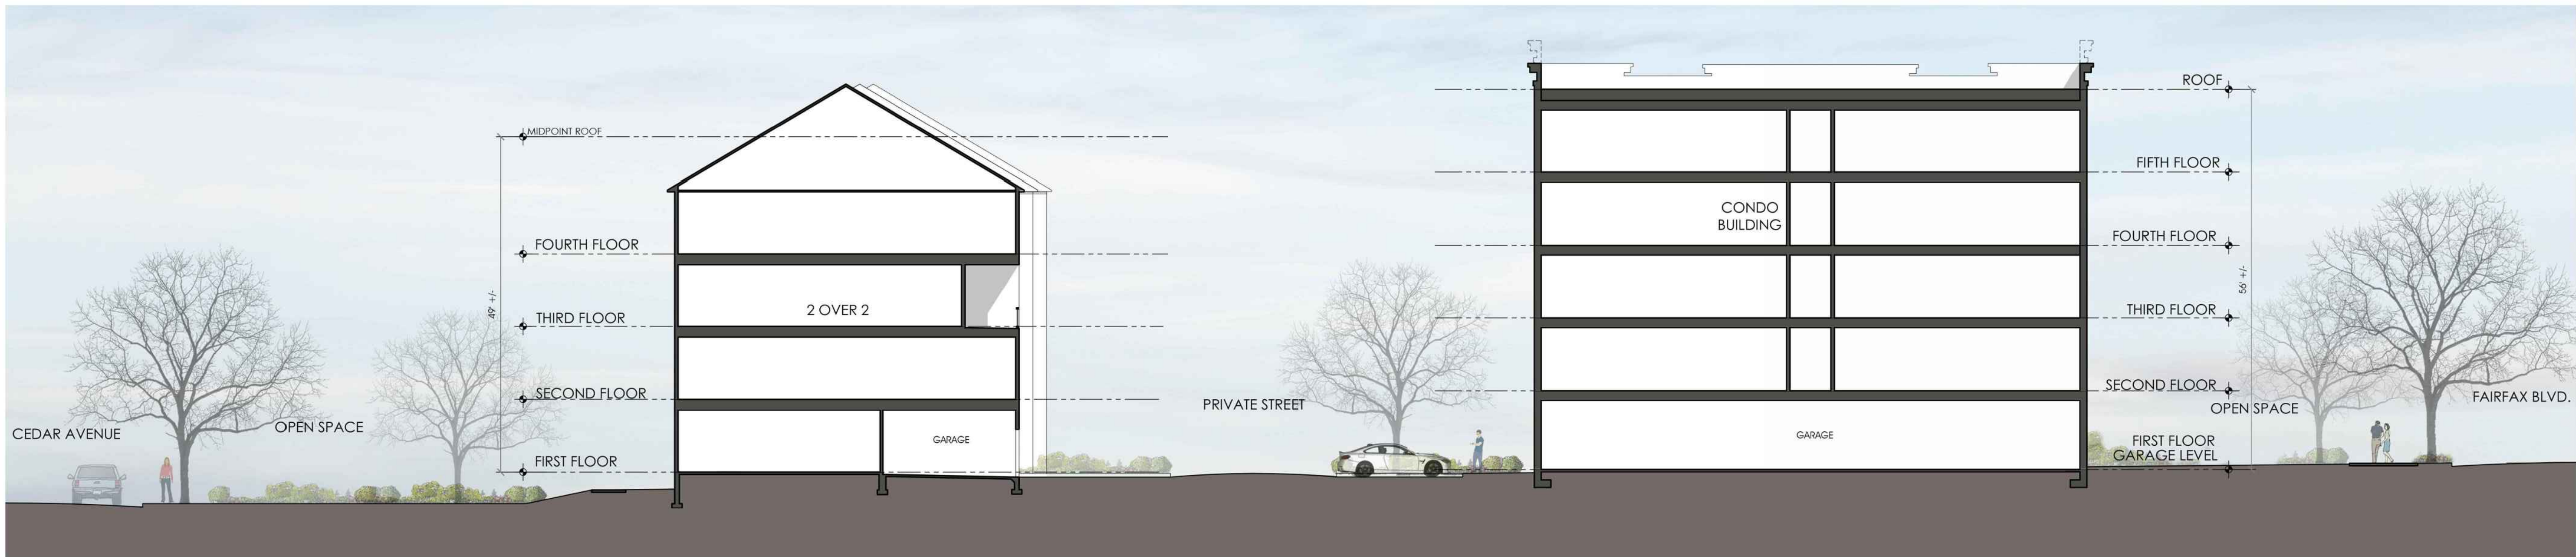 ROOF
MIDPOINT ROOF
FIFTH FLOOR
CONDO
BUILDING
FOURTH FLOOR
FOURTH FLOOR
49' +/-
56' +/-
2 OVER 2
THIRD FLOOR
THIRD FLOOR
SECOND FLOOR
SECOND FLOOR
PRIVATE STREET
OPEN SPACE
FAIRFAX BLVD.
CEDAR AVENUE
OPEN SPACE
GARAGE
GARAGE
FIRST FLOOR
FIRST FLOOR
GARAGE LEVEL